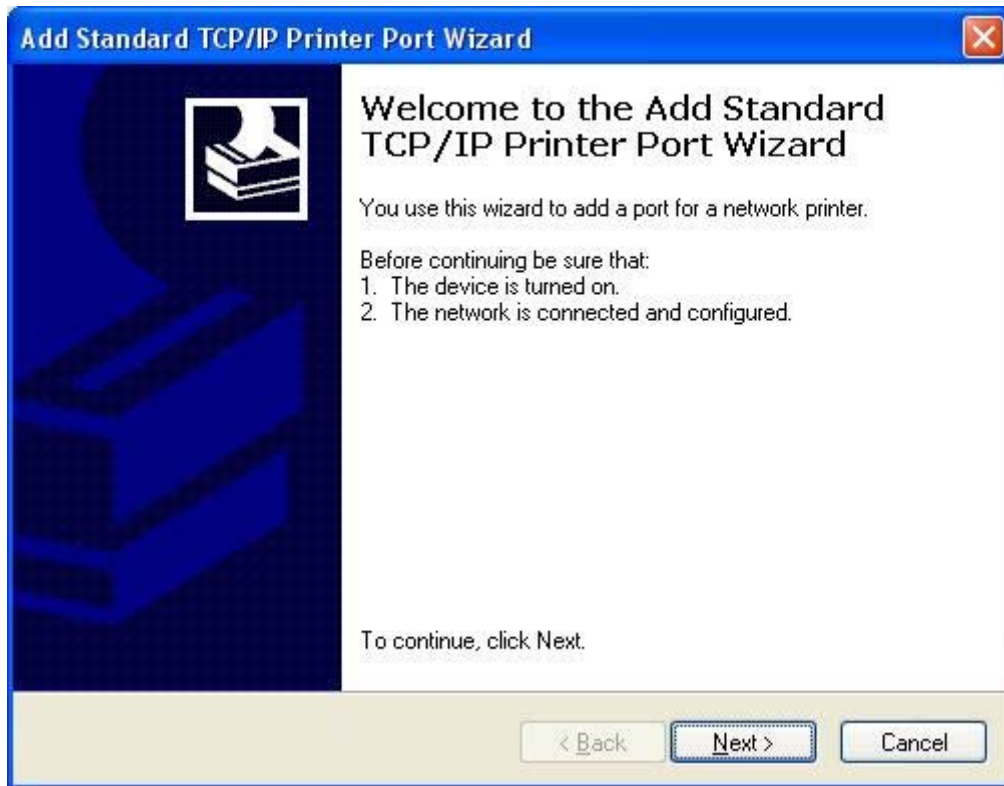 Add Standard TCP/IP Printer Port Wizard
Welcome to the Add Standard
TCP/IP Printer Port Wizard
You use this wizard to add a port for a network printer.
Before continuing be sure that:
1. The device is turned on.
2. The network is connected and configured.
To continue, click Next.
< Back
Next >
Cancel